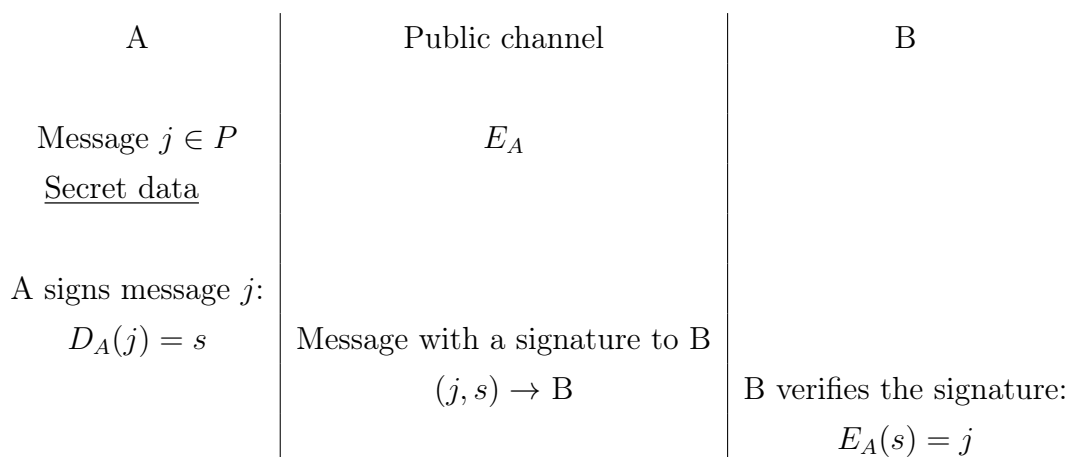 A Public channel B
Message j ∈ P E_A
Secret data
A signs message j:
D_A(j) = s Message with a signature to B
(j, s) → B B verifies the signature:
E_A(s) = j